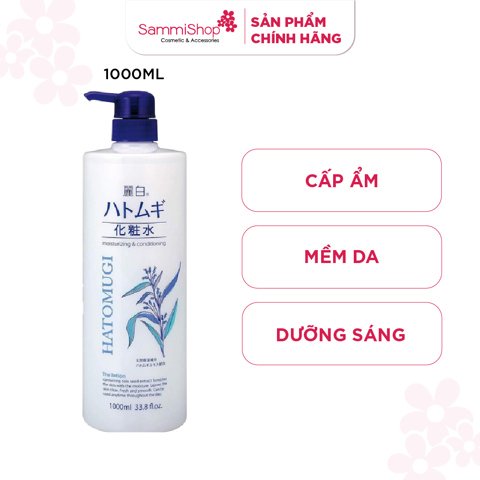 SammiShop
Cosmetic & Accessories
SẢN PHẨM
CHÍNH HÃNG
1000ML
麗白®
ハトムギ
化粧水
moisturizing & conditioning
HATOMUGI
The lotion
1000ml 33.8 fl.oz.
CẤP ẨM
MỀM DA
DƯỠNG SÁNG